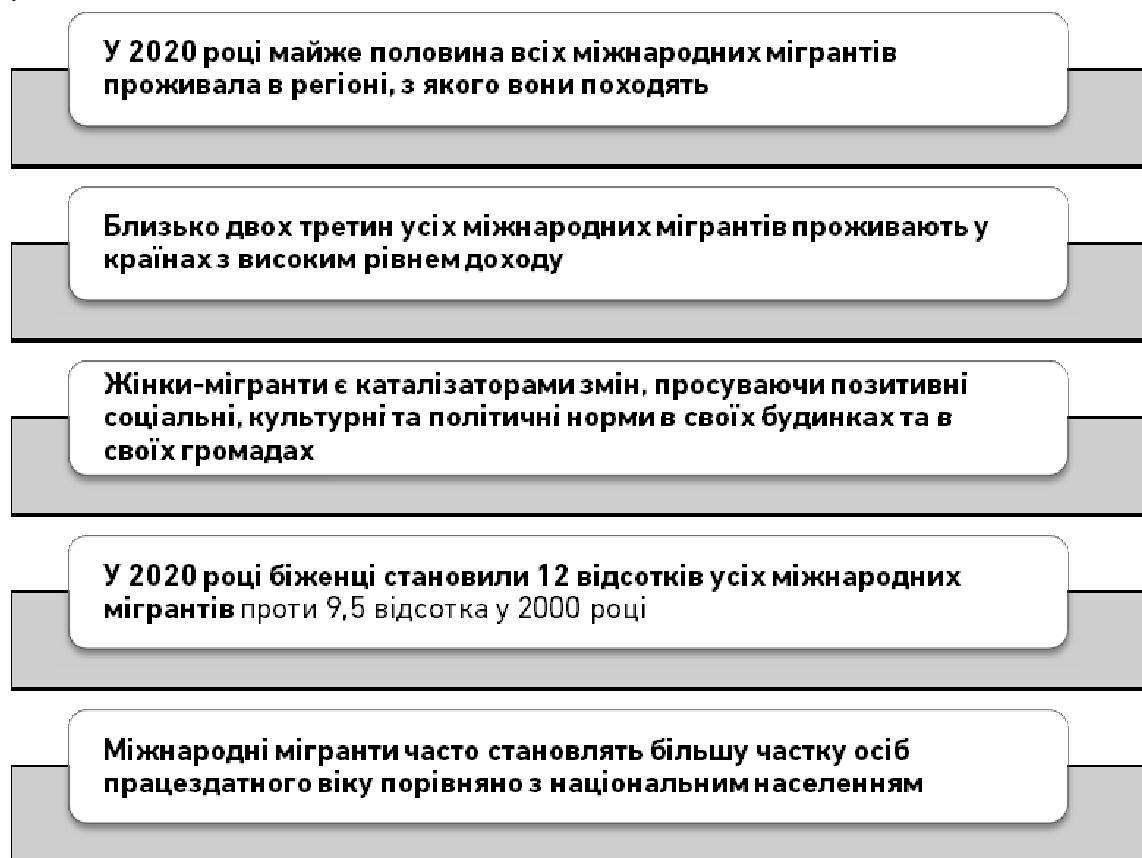 У 2020 році майже половина всіх міжнародних мігрантів
проживала в регіоні, з якого вони походять
Близько двох третин усіх міжнародних мігрантів проживають у
країнах з високим рівнем доходу
Жінки-мігранти є каталізаторами змін, просуваючи позитивні
соціальні, культурні та політичні норми в своїх будинках та в
своїх громадах
У 2020 році біженці становили 12 відсотків усіх міжнародних
мігрантів проти 9,5 відсотка у 2000 році
Міжнародні мігранти часто становлять більшу частку осіб
працездатного віку порівняно з національним населенням